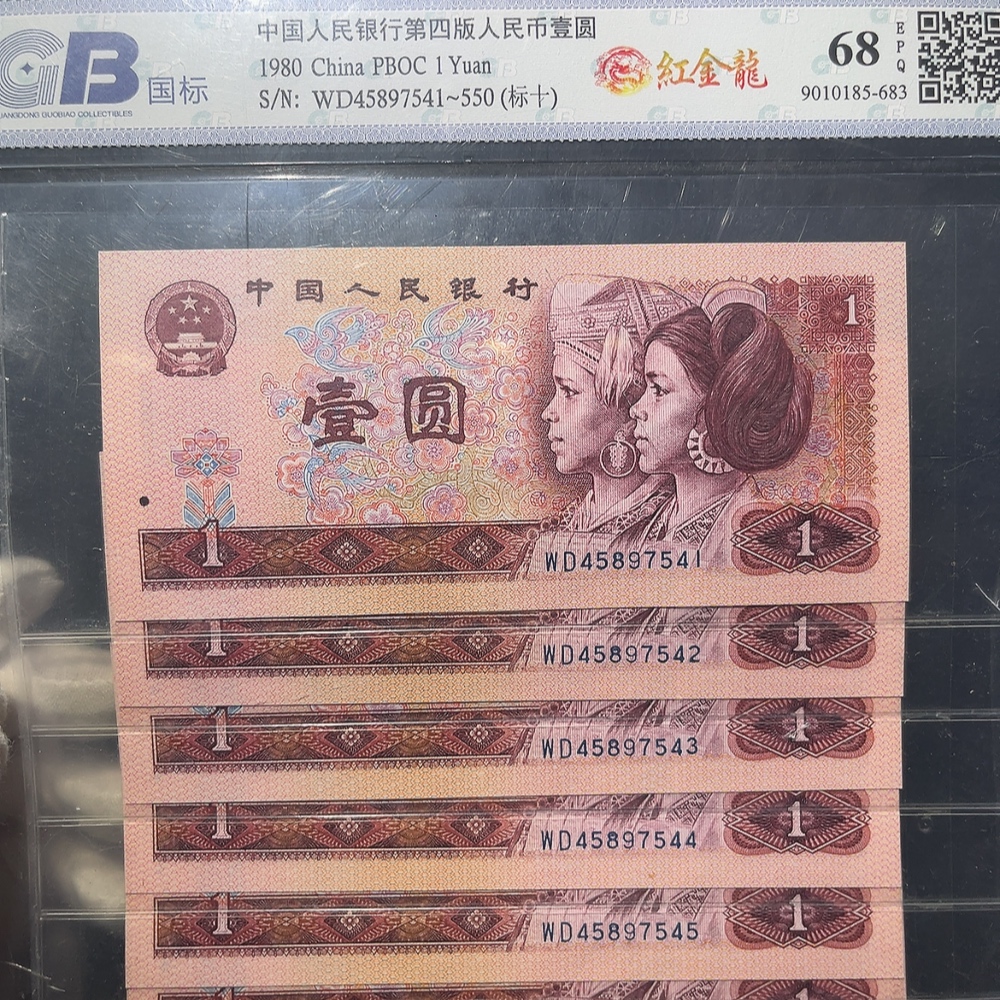 GB 国标
GUANGDONG GUOBIAO COLLECTIBLES
中国人民银行第四版人民币壹圆
1980 China PBOC 1 Yuan
S/N: WD45897541~550 (标十)
紅金龍
68 EPQ
9010185-683
中国人民银行
1
壹圆
1 WD45897541 1
1 WD45897542 1
1 WD45897543 1
1 WD45897544 1
1 WD45897545 1